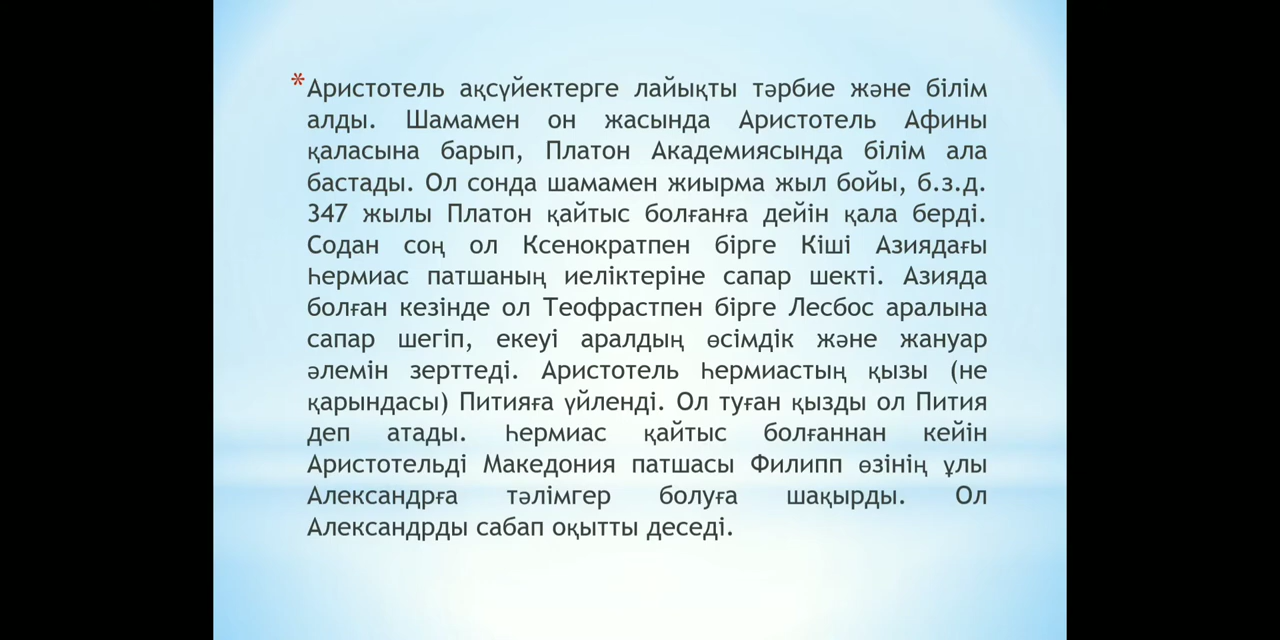 * Аристотель ақсүйектерге лайықты тәрбие және білім
алды. Шамамен он жасында Аристотель Афины
қаласына барып, Платон Академиясында білім ала
бастады. Ол сонда шамамен жиырма жыл бойы, б.з.д.
347 жылы Платон қайтыс болғанға дейін қала берді.
Содан соң ол Ксенократпен бірге Кіші Азиядағы
Һермиас патшаның иеліктеріне сапар шекті. Азияда
болған кезінде ол Теофрастпен бірге Лесбос аралына
сапар шегіп, екеуі аралдың өсімдік және жануар
әлемін зерттеді. Аристотель Һермиастың қызы (не
қарындасы) Питияға үйленді. Ол туған қызды ол Пития
деп атады. Һермиас қайтыс болғаннан кейін
Аристотельді Македония патшасы Филипп өзінің ұлы
Александрға тәлімгер болуға шақырды. Ол
Александрды сабап оқытты деседі.